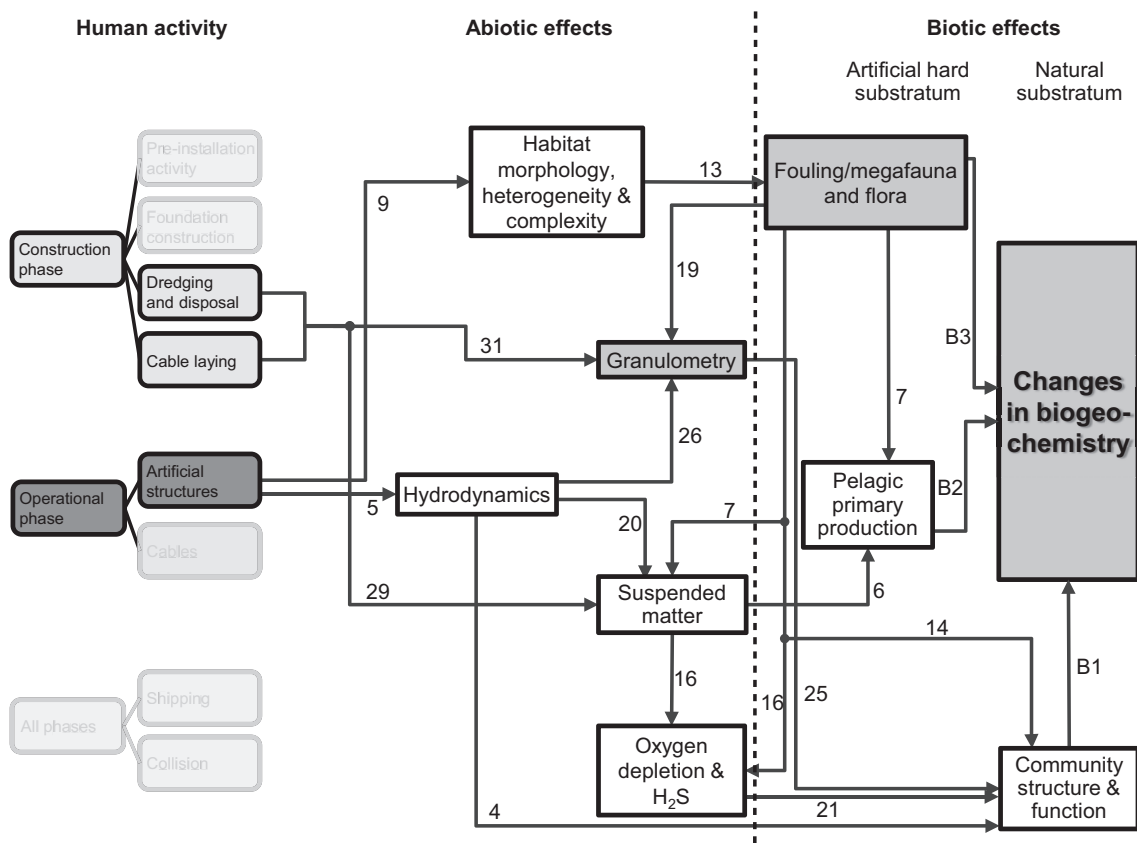 Human activity
Abiotic effects
Biotic effects
Artificial hard
substratum
Natural
substratum
Pre-installation
activity
Foundation
construction
Construction
phase
Dredging
and disposal
Cable laying
Habitat
morphology,
heterogeneity &
complexity
Fouling/megafauna
and flora
9
13
19
31
Granulometry
B3
7
Changes
in biogeo-
chemistry
26
Operational
phase
Artificial
structures
Cables
5
Hydrodynamics
20
7
Pelagic
primary
production
B2
29
Suspended
matter
6
14
B1
All phases
Shipping
Collision
16
16
25
Oxygen
depletion &
H₂S
4
21
Community
structure &
function